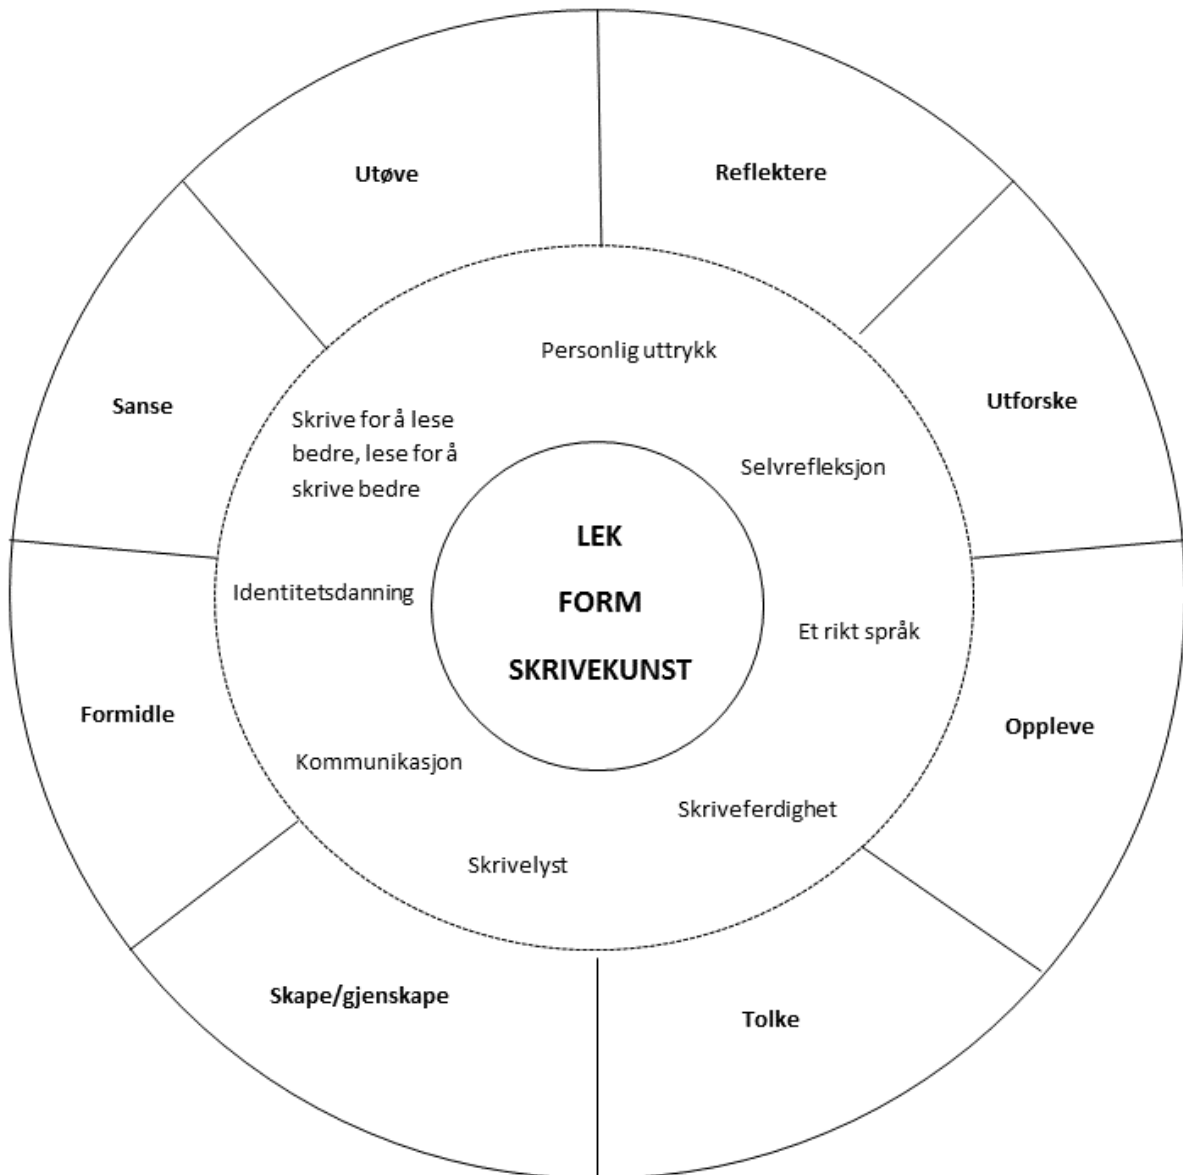 Utøve
Reflektere
Sanse
Utforske
Formidle
Oppleve
Skape/gjenskape
Tolke
Personlig uttrykk
Skrive for å lese
bedre, lese for å
skrive bedre
Selvrefleksjon
Identitetsdanning
Et rikt språk
Kommunikasjon
Skriveferdighet
Skrivelyst
LEK
FORM
SKRIVEKUNST